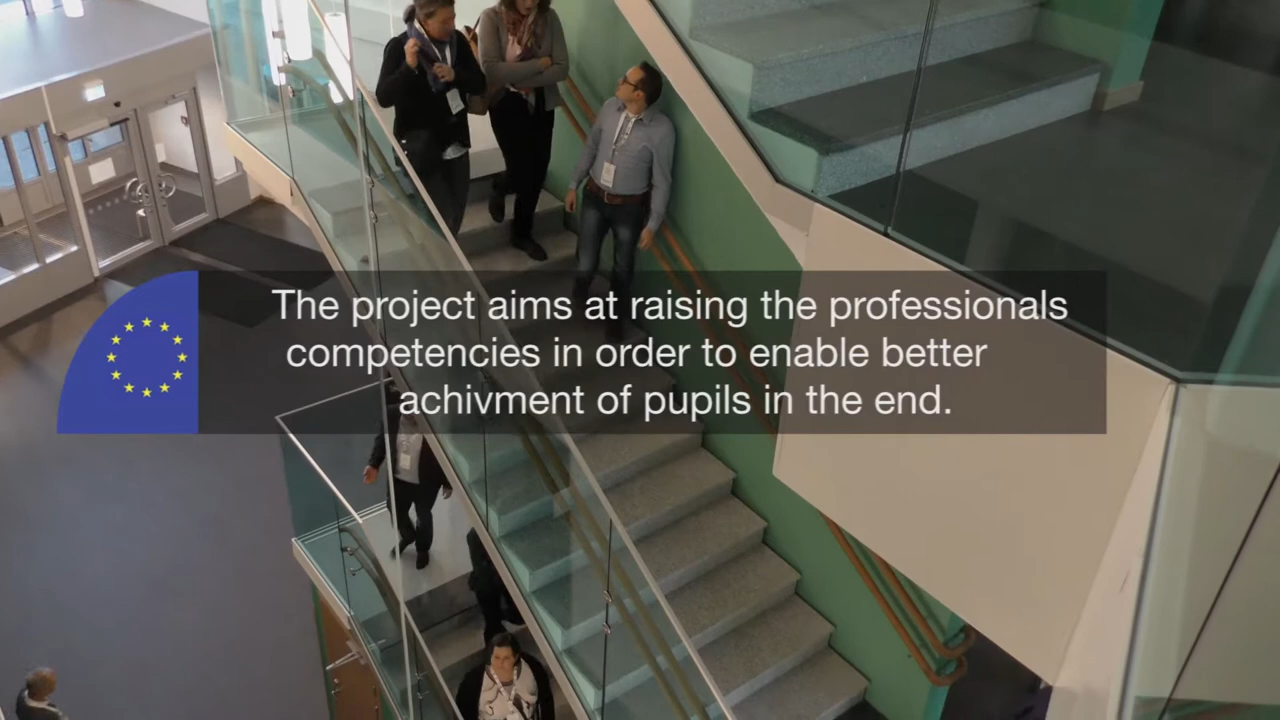 The project aims at raising the professionals
competencies in order to enable better
achivment of pupils in the end.